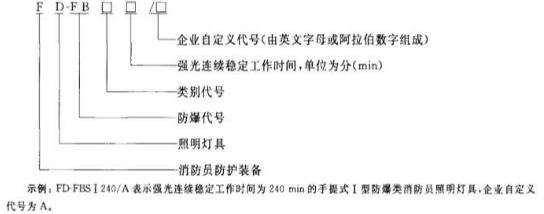 F D-FB □ □ /□
企业自定义代号(由英文字母或阿拉伯数字组成)
强光连续稳定工作时间,单位为分(min)
类别代号
防爆代号
照明灯具
消防员防护装备
示例: FD-FBSⅠ240/A 表示强光连续稳定工作时间为 240 min 的手提式Ⅰ型防爆类消防员照明灯具,企业自定义
代号为 A。